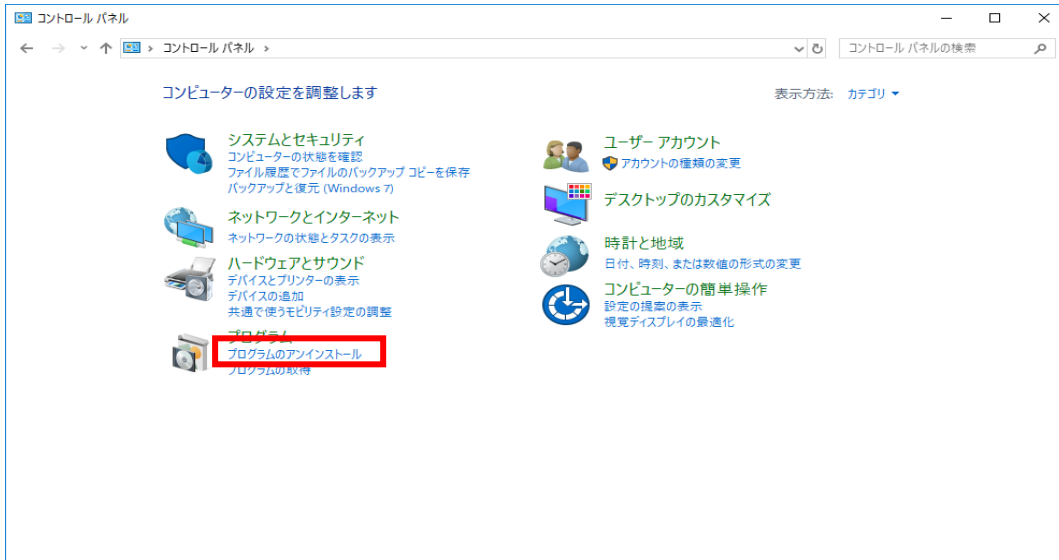 コントロール パネル
コントロール パネル
コントロール パネルの検索
コンピューターの設定を調整します
表示方法: カテゴリ
システムとセキュリティ
コンピューターの状態を確認
ファイル履歴でファイルのバックアップ コピーを保存
バックアップと復元 (Windows 7)
ネットワークとインターネット
ネットワークの状態とタスクの表示
ハードウェアとサウンド
デバイスとプリンターの表示
デバイスの追加
共通で使うモビリティ設定の調整
プログラム
プログラムのアンインストール
プログラムの取得
ユーザー アカウント
アカウントの種類の変更
デスクトップのカスタマイズ
時計と地域
日付、時刻、または数値の形式の変更
コンピューターの簡単操作
設定の提案の表示
視覚ディスプレイの最適化